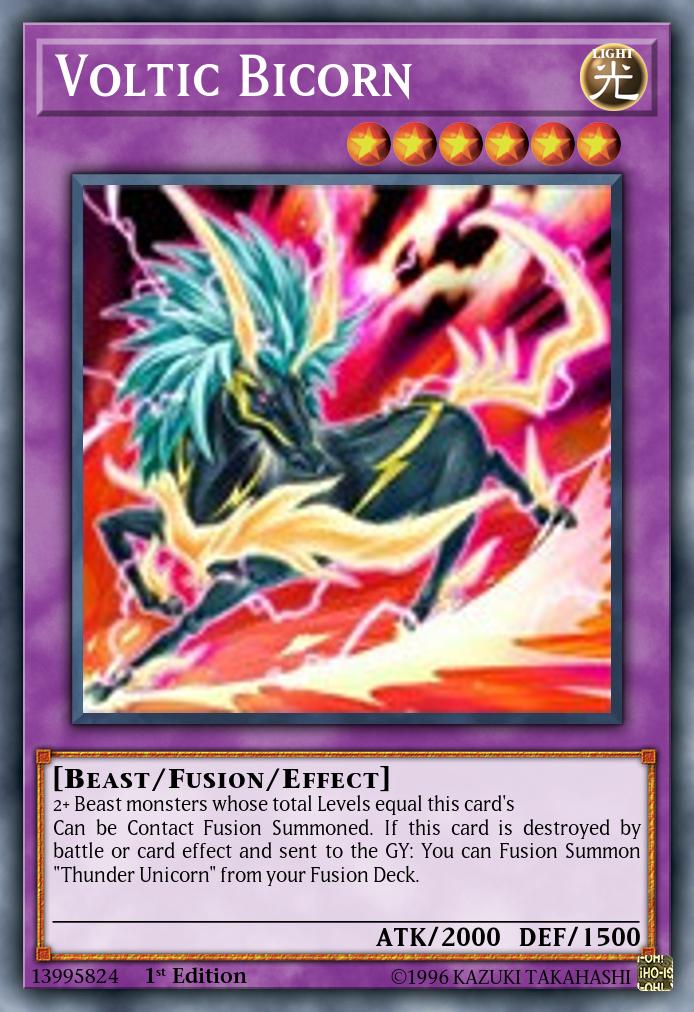 Voltic Bicorn
LIGHT
光
[Beast/Fusion/Effect]
2+ Beast monsters whose total Levels equal this card's
Can be Contact Fusion Summoned. If this card is destroyed by
battle or card effect and sent to the GY: You can Fusion Summon
"Thunder Unicorn" from your Fusion Deck.
ATK/2000 DEF/1500
13995824 1st Edition ©1996 KAZUKI TAKAHASHI